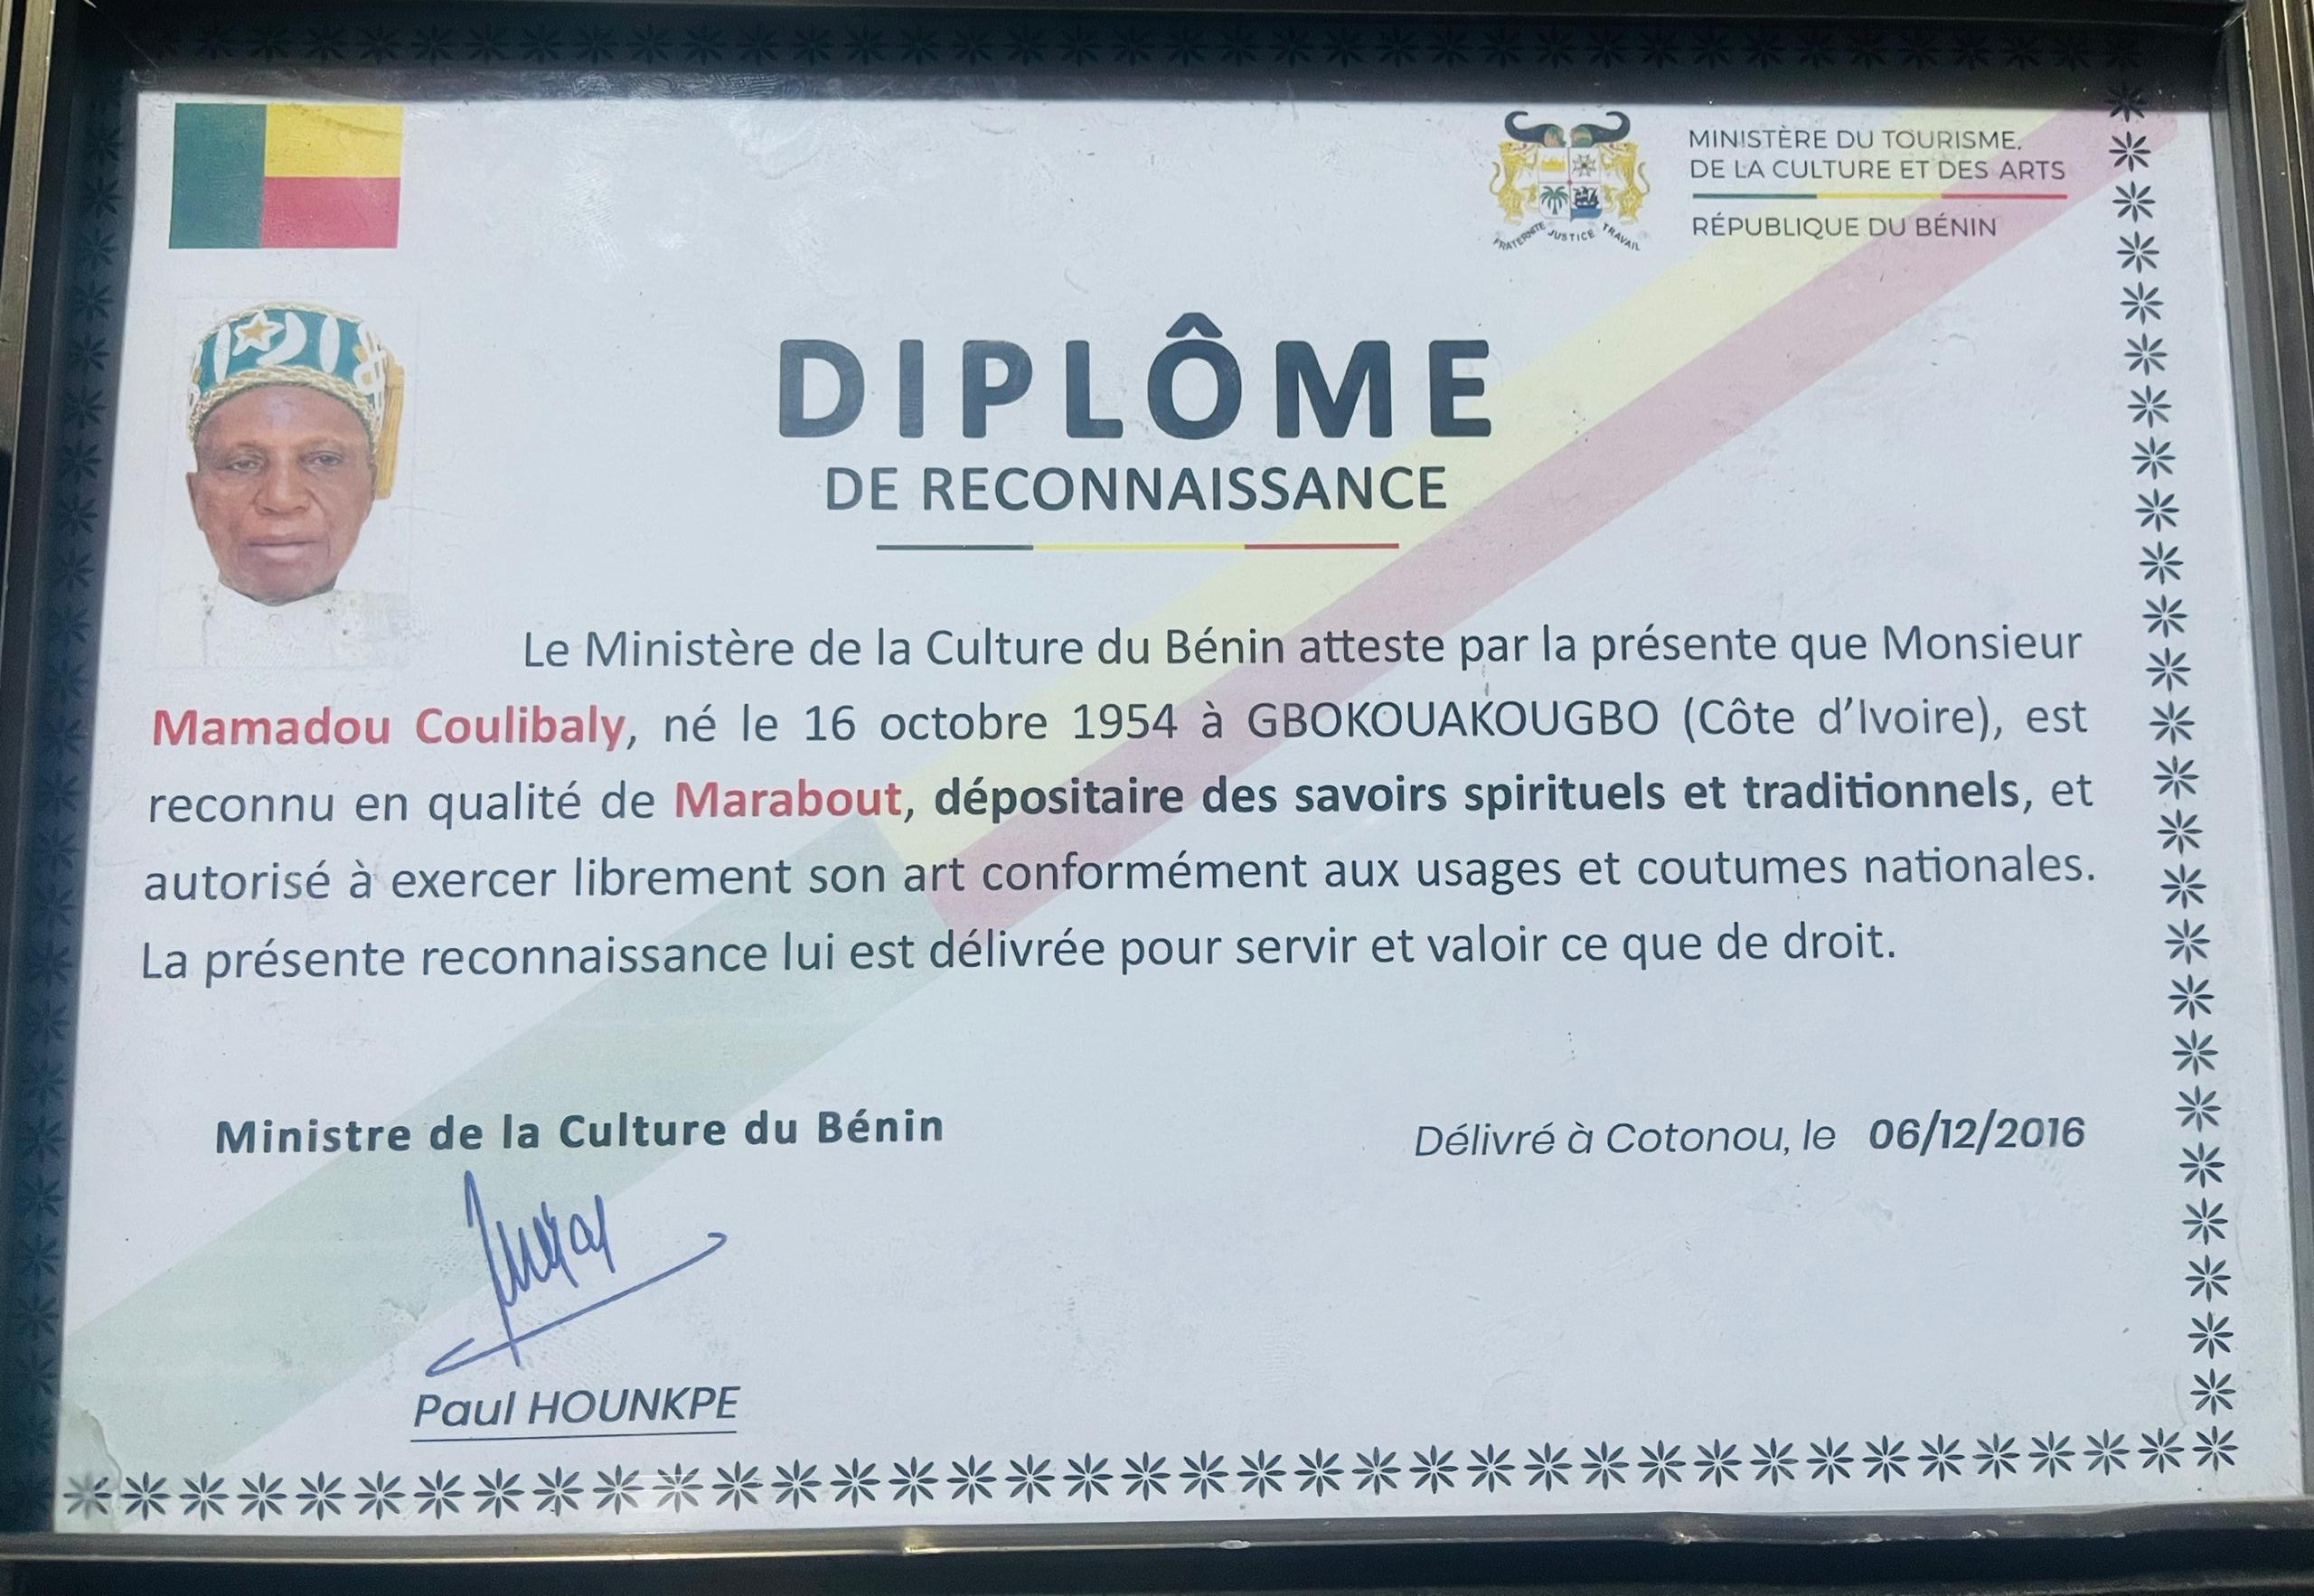 MINISTÈRE DU TOURISME.
DE LA CULTURE ET DES ARTS
RÉPUBLIQUE DU BÉNIN
FRATERNITE JUSTICE TRAVAIL
DIPLÔME
DE RECONNAISSANCE
Le Ministère de la Culture du Bénin atteste par la présente que Monsieur
Mamadou Coulibaly, né le 16 octobre 1954 à GBOKOUAKOUGBO (Côte d’Ivoire), est
reconnu en qualité de Marabout, dépositaire des savoirs spirituels et traditionnels, et
autorisé à exercer librement son art conformément aux usages et coutumes nationales.
La présente reconnaissance lui est délivrée pour servir et valoir ce que de droit.
Ministre de la Culture du Bénin
Délivré à Cotonou, le 06/12/2016
Paul HOUNKPE